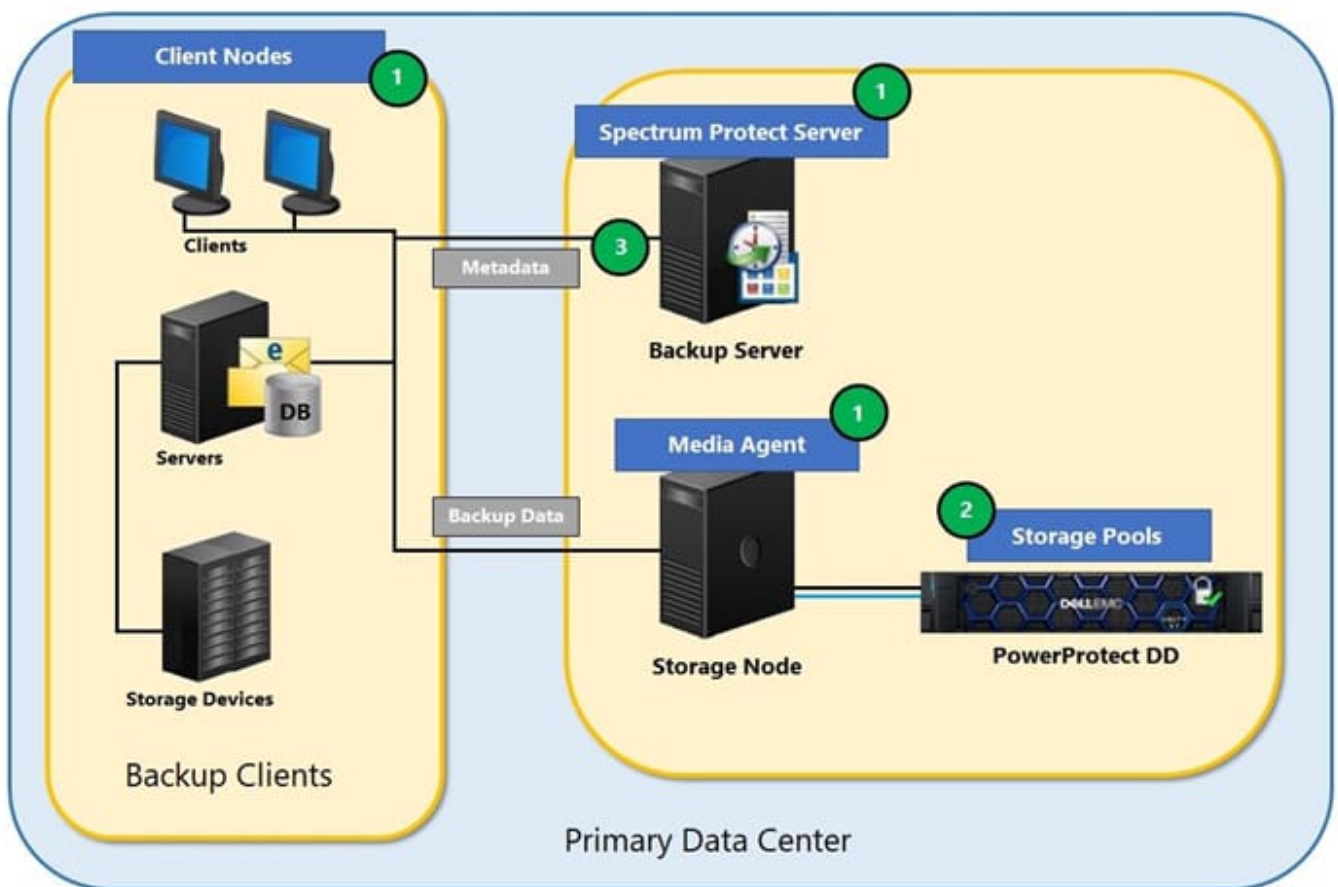 Client Nodes
1
Clients
Metadata
3
Spectrum Protect Server
1
Backup Server
e
DB
Servers
Media Agent
1
Backup Data
Storage Node
2
Storage Pools
DELLEMC
PowerProtect DD
Storage Devices
Backup Clients
Primary Data Center